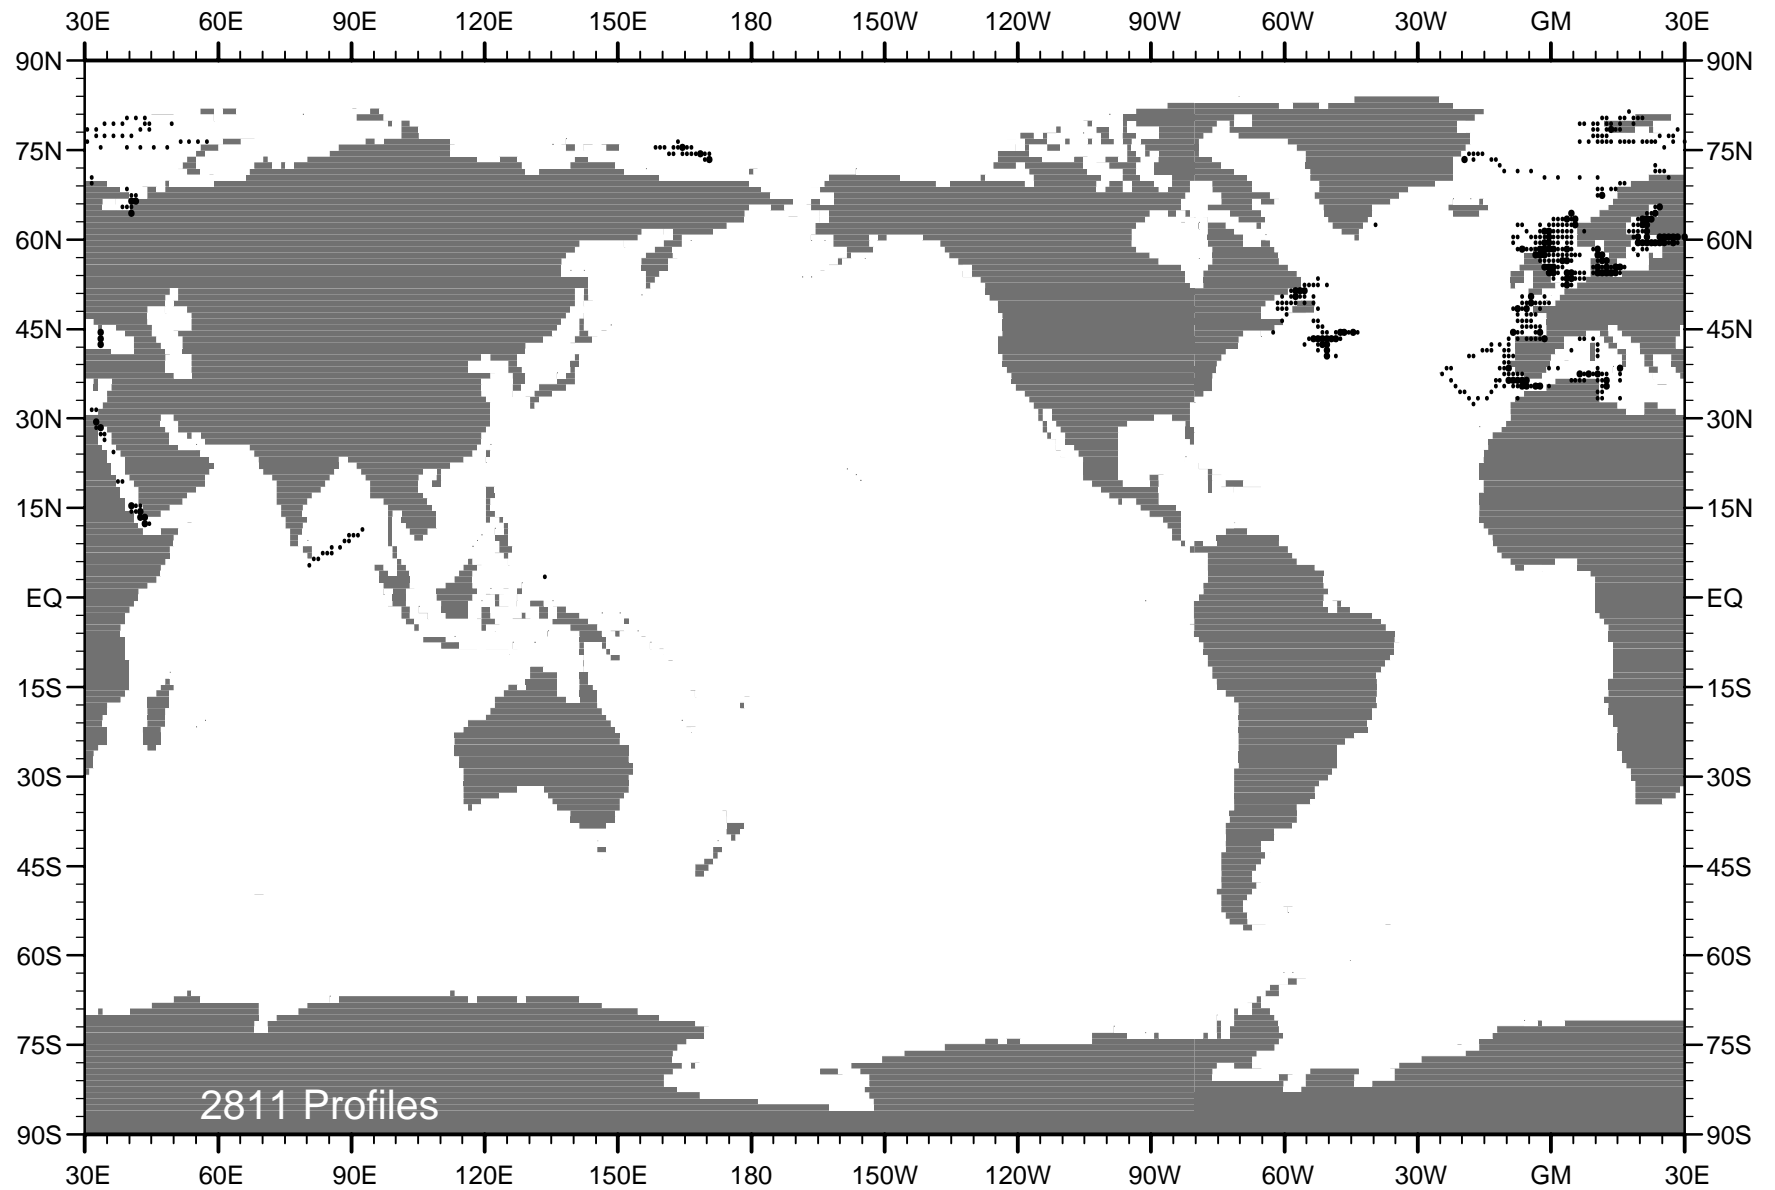 30E 60E 90E 120E 150E 180 150W 120W 90W 60W 30W GM 30E
90N 90N
75N 75N
60N 60N
45N 45N
30N 30N
15N 15N
EQ EQ
15S 15S
30S 30S
45S 45S
60S 60S
75S 75S
2811 Profiles
90S 90S
30E 60E 90E 120E 150E 180 150W 120W 90W 60W 30W GM 30E